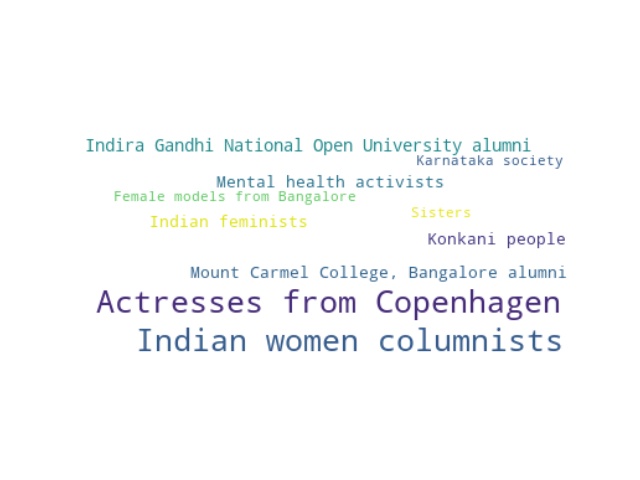 Indira Gandhi National Open University alumni
Karnataka society
Mental health activists
Female models from Bangalore
Sisters
Indian feminists
Konkani people
Mount Carmel College, Bangalore alumni
Actresses from Copenhagen
Indian women columnists